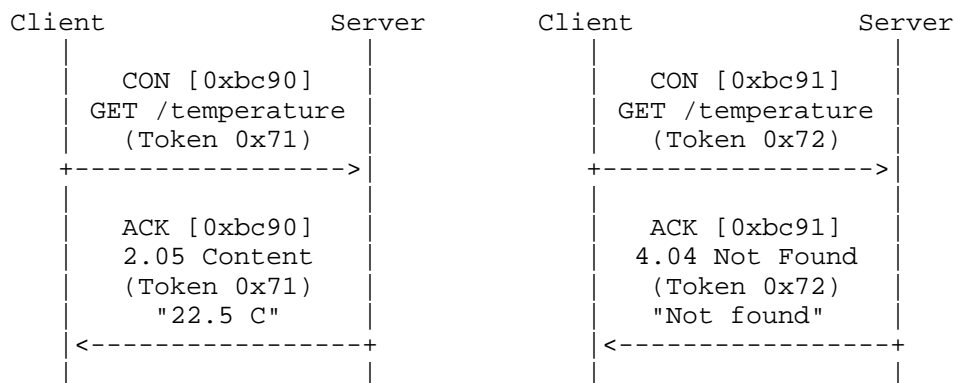 Client Server Client Server
CON [0xbc90] CON [0xbc91]
GET /temperature GET /temperature
(Token 0x71) (Token 0x72)
ACK [0xbc90] ACK [0xbc91]
2.05 Content 4.04 Not Found
(Token 0x71) (Token 0x72)
"22.5 C" "Not found"